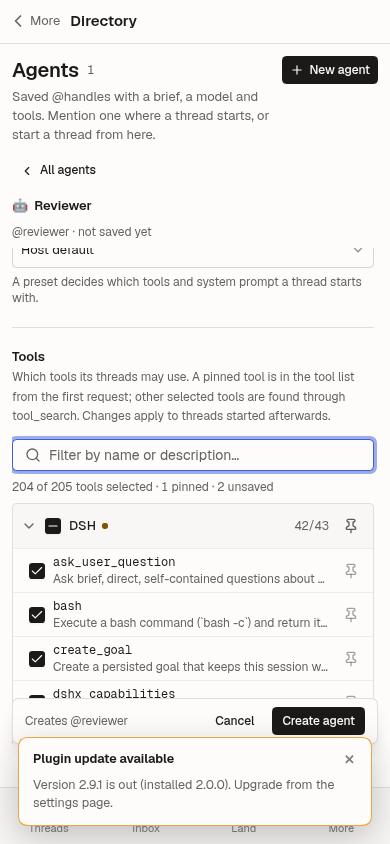 More Directory
Agents 1
New agent
Saved @handles with a brief, a model and
tools. Mention one where a thread starts, or
start a thread from here.
All agents
Reviewer
@reviewer · not saved yet
Host default
A preset decides which tools and system prompt a thread starts
with.
Tools
Which tools its threads may use. A pinned tool is in the tool list
from the first request; other selected tools are found through
tool_search. Changes apply to threads started afterwards.
Filter by name or description…
204 of 205 tools selected · 1 pinned · 2 unsaved
DSH 42/43
ask_user_question
Ask brief, direct, self-contained questions about …
bash
Execute a bash command (`bash -c`) and return it…
create_goal
Create a persisted goal that keeps this session w…
dshx_capabilities
Creates @reviewer Cancel Create agent
Plugin update available
Version 2.9.1 is out (installed 2.0.0). Upgrade from the
settings page.
Threads Inbox Land More